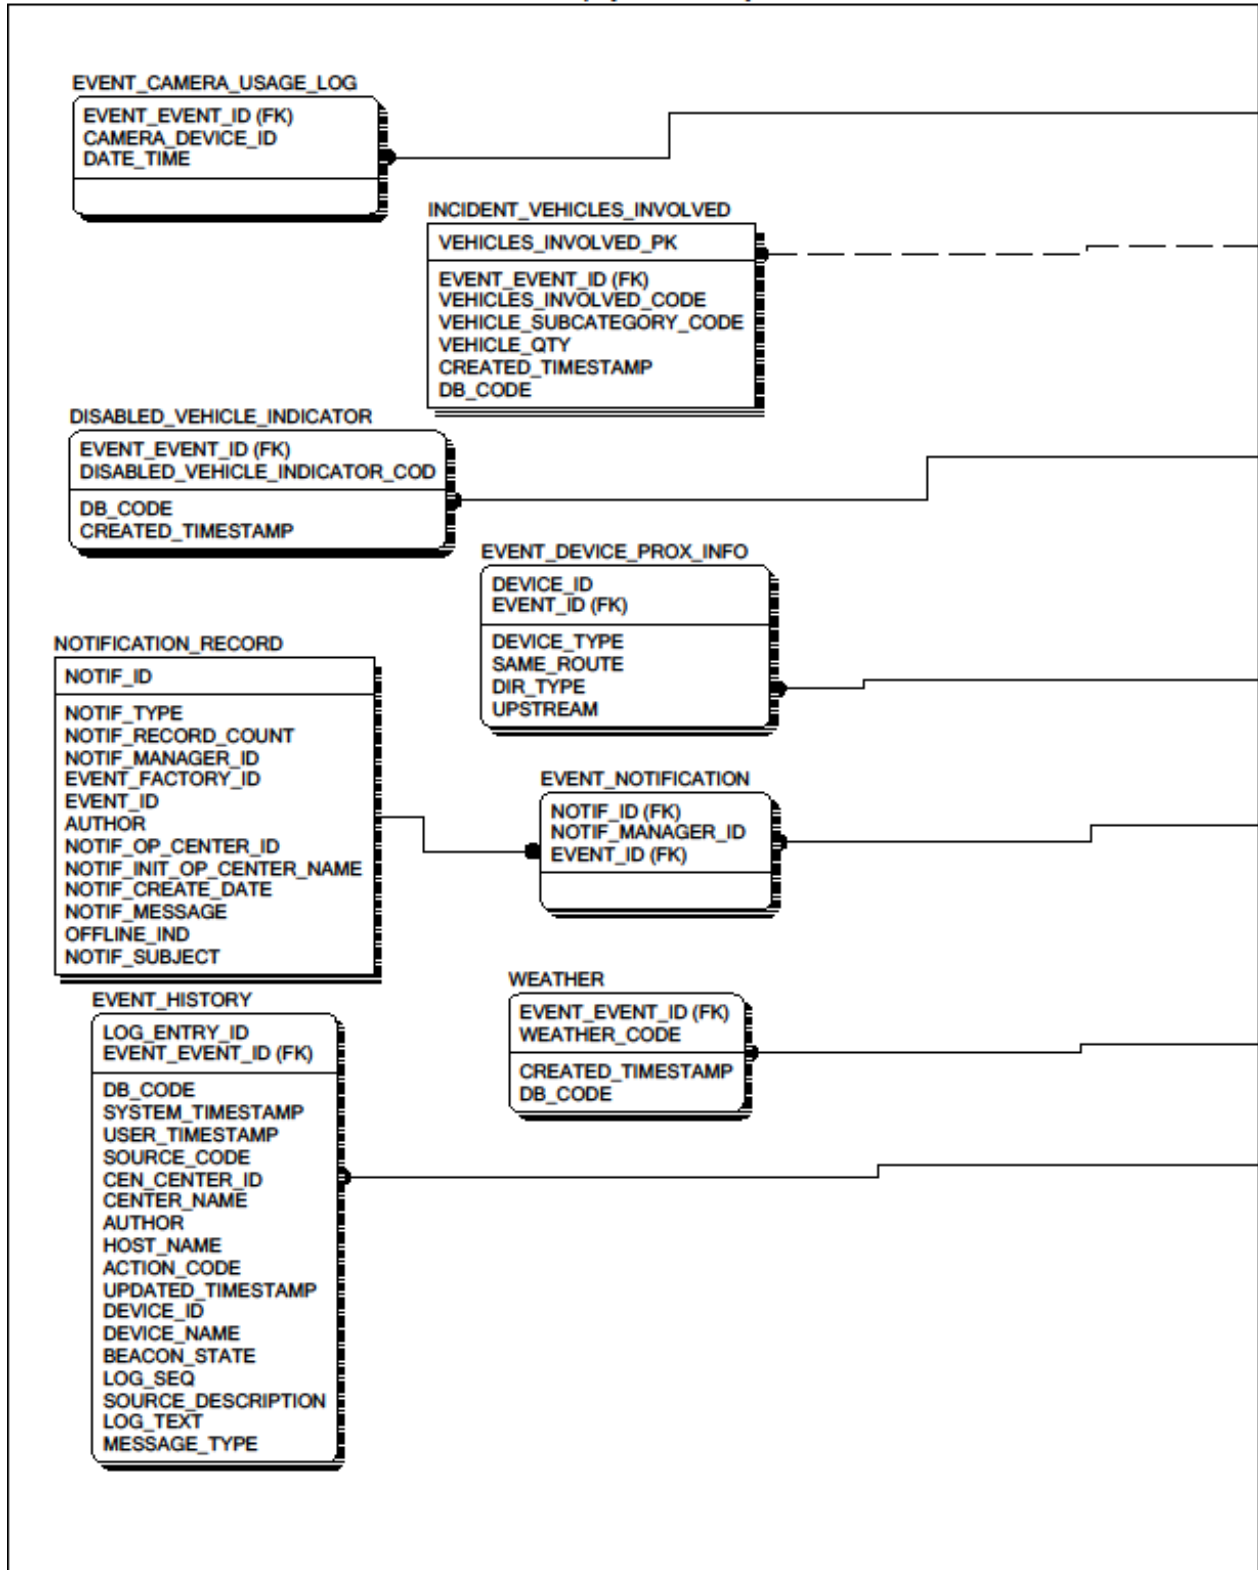 EVENT_CAMERA_USAGE_LOG
EVENT_EVENT_ID (FK)
CAMERA_DEVICE_ID
DATE_TIME
INCIDENT_VEHICLES_INVOLVED
VEHICLES_INVOLVED_PK
EVENT_EVENT_ID (FK)
VEHICLES_INVOLVED_CODE
VEHICLE_SUBCATEGORY_CODE
VEHICLE_QTY
CREATED_TIMESTAMP
DB_CODE
DISABLED_VEHICLE_INDICATOR
EVENT_EVENT_ID (FK)
DISABLED_VEHICLE_INDICATOR_COD
DB_CODE
CREATED_TIMESTAMP
EVENT_DEVICE_PROX_INFO
DEVICE_ID
EVENT_ID (FK)
DEVICE_TYPE
SAME_ROUTE
DIR_TYPE
UPSTREAM
NOTIFICATION_RECORD
NOTIF_ID
NOTIF_TYPE
NOTIF_RECORD_COUNT
NOTIF_MANAGER_ID
EVENT_FACTORY_ID
EVENT_ID
AUTHOR
NOTIF_OP_CENTER_ID
NOTIF_INIT_OP_CENTER_NAME
NOTIF_CREATE_DATE
NOTIF_MESSAGE
OFFLINE_IND
NOTIF_SUBJECT
EVENT_NOTIFICATION
NOTIF_ID (FK)
NOTIF_MANAGER_ID
EVENT_ID (FK)
WEATHER
EVENT_EVENT_ID (FK)
WEATHER_CODE
CREATED_TIMESTAMP
DB_CODE
EVENT_HISTORY
LOG_ENTRY_ID
EVENT_EVENT_ID (FK)
DB_CODE
SYSTEM_TIMESTAMP
USER_TIMESTAMP
SOURCE_CODE
CEN_CENTER_ID
CENTER_NAME
AUTHOR
HOST_NAME
ACTION_CODE
UPDATED_TIMESTAMP
DEVICE_ID
DEVICE_NAME
BEACON_STATE
LOG_SEQ
SOURCE_DESCRIPTION
LOG_TEXT
MESSAGE_TYPE